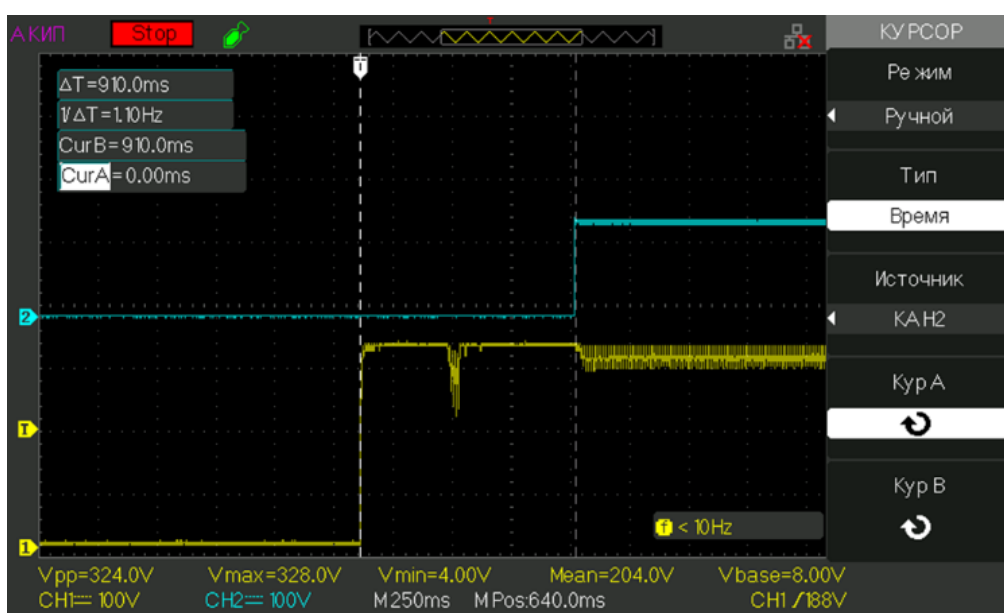 АКИП Stop КУРСОР
T
ΔT=910.0ms
1/ΔT=1.10Hz
CurB=910.0ms
CurA=0.00ms
Режим
Ручной
Тип
Время
Источник
КАН2
Кур А
Кур В
2
T
1
f < 10Hz
Vpp=324.0V Vmax=328.0V Vmin=4.00V Mean=204.0V Vbase=8.00V
CH1 100V CH2 100V M250ms MPos:640.0ms CH1 /188V